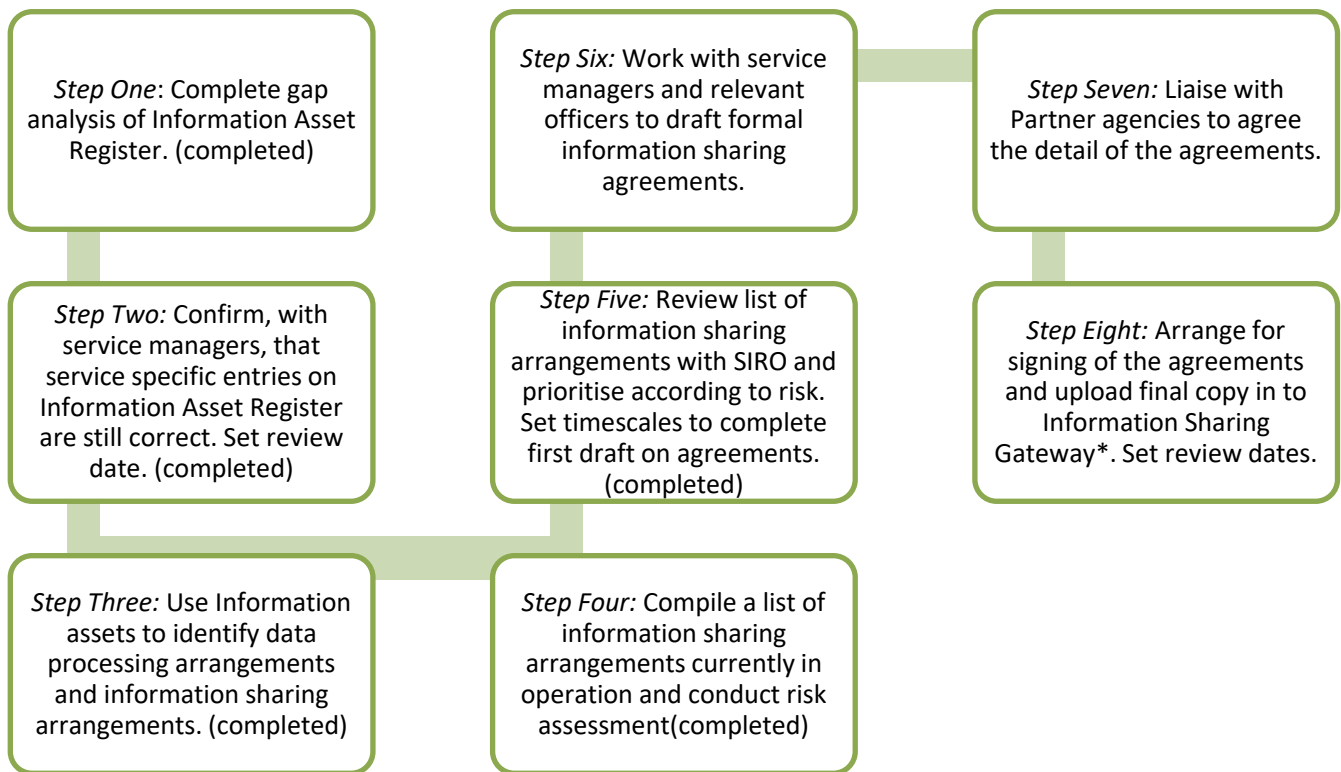 Step One: Complete gap
analysis of Information Asset
Register. (completed)
Step Two: Confirm, with
service managers, that
service specific entries on
Information Asset Register
are still correct. Set review
date. (completed)
Step Three: Use Information
assets to identify data
processing arrangements
and information sharing
arrangements. (completed)
Step Four: Compile a list of
information sharing
arrangements currently in
operation and conduct risk
assessment(completed)
Step Five: Review list of
information sharing
arrangements with SIRO and
prioritise according to risk.
Set timescales to complete
first draft on agreements.
(completed)
Step Six: Work with service
managers and relevant
officers to draft formal
information sharing
agreements.
Step Seven: Liaise with
Partner agencies to agree
the detail of the agreements.
Step Eight: Arrange for
signing of the agreements
and upload final copy in to
Information Sharing
Gateway*. Set review dates.